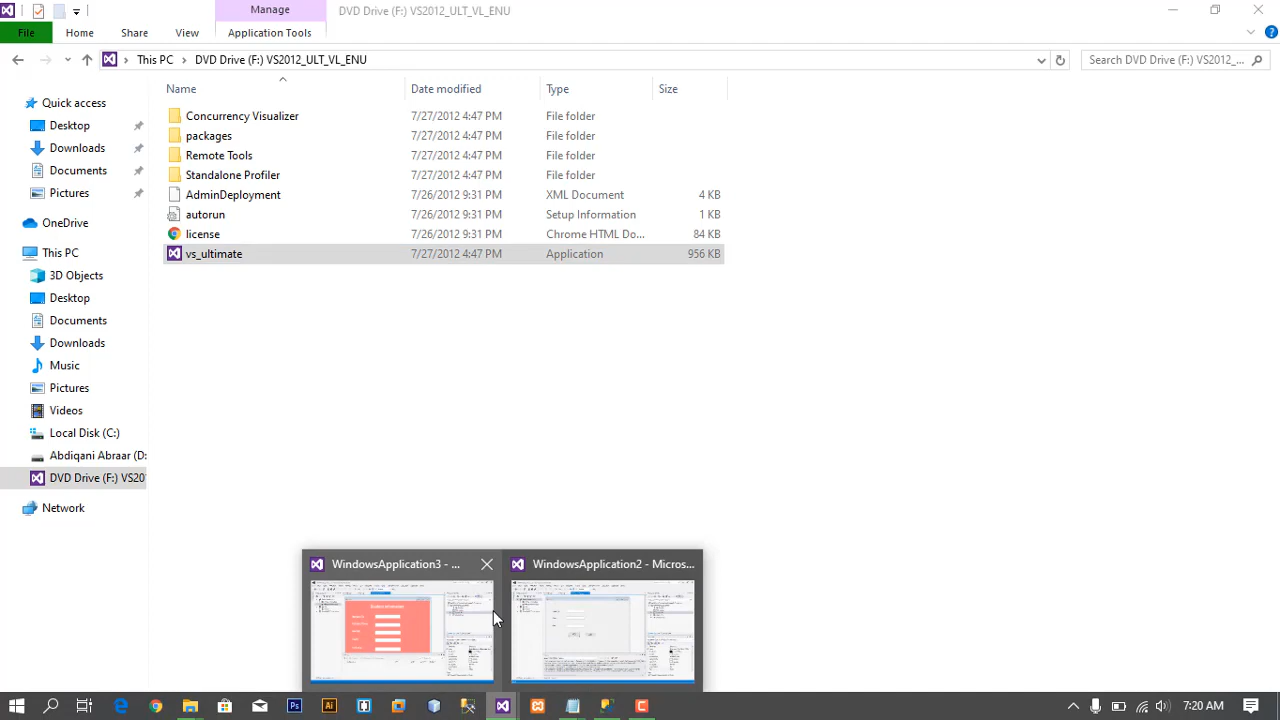 Manage
DVD Drive (F:) VS2012_ULT_VL_ENU
File
Home
Share
View
Application Tools
This PC
DVD Drive (F:) VS2012_ULT_VL_ENU
Search DVD Drive (F:) VS2012_...
Name
Date modified
Type
Size
Quick access
Desktop
Downloads
Documents
Pictures
OneDrive
This PC
3D Objects
Desktop
Documents
Downloads
Music
Pictures
Videos
Local Disk (C:)
Abdiqani Abraar (D:
DVD Drive (F:) VS20
Network
Concurrency Visualizer 7/27/2012 4:47 PM File folder
packages 7/27/2012 4:47 PM File folder
Remote Tools 7/27/2012 4:47 PM File folder
Standalone Profiler 7/27/2012 4:47 PM File folder
AdminDeployment 7/26/2012 9:31 PM XML Document 4 KB
autorun 7/26/2012 9:31 PM Setup Information 1 KB
license 7/26/2012 9:31 PM Chrome HTML Do... 84 KB
vs_ultimate 7/27/2012 4:47 PM Application 956 KB
WindowsApplication3 - ...
WindowsApplication2 - Micros...
Ps
Ai
7:20 AM